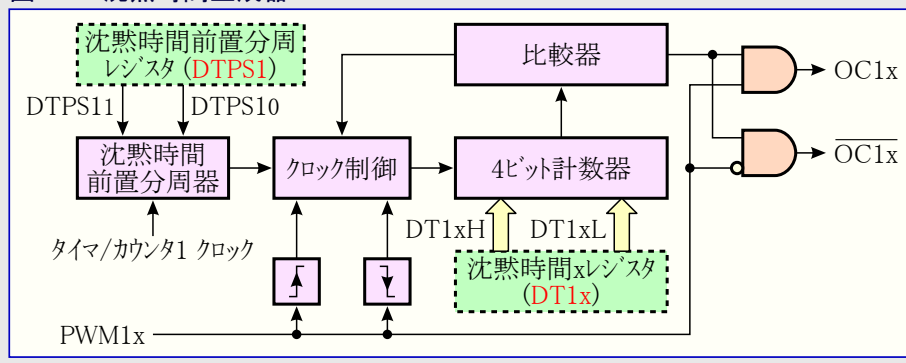 沈黙時間前置分周
レジスタ(DTPS1)
比較器
OC1x
DTPS11
DTPS10
沈黙時間
前置分周器
クロック制御
4ビット計数器
OC1x
DT1xH
DT1xL
タイマ/カウンタ1 クロック
沈黙時間xレジスタ
(DT1x)
PWM1x